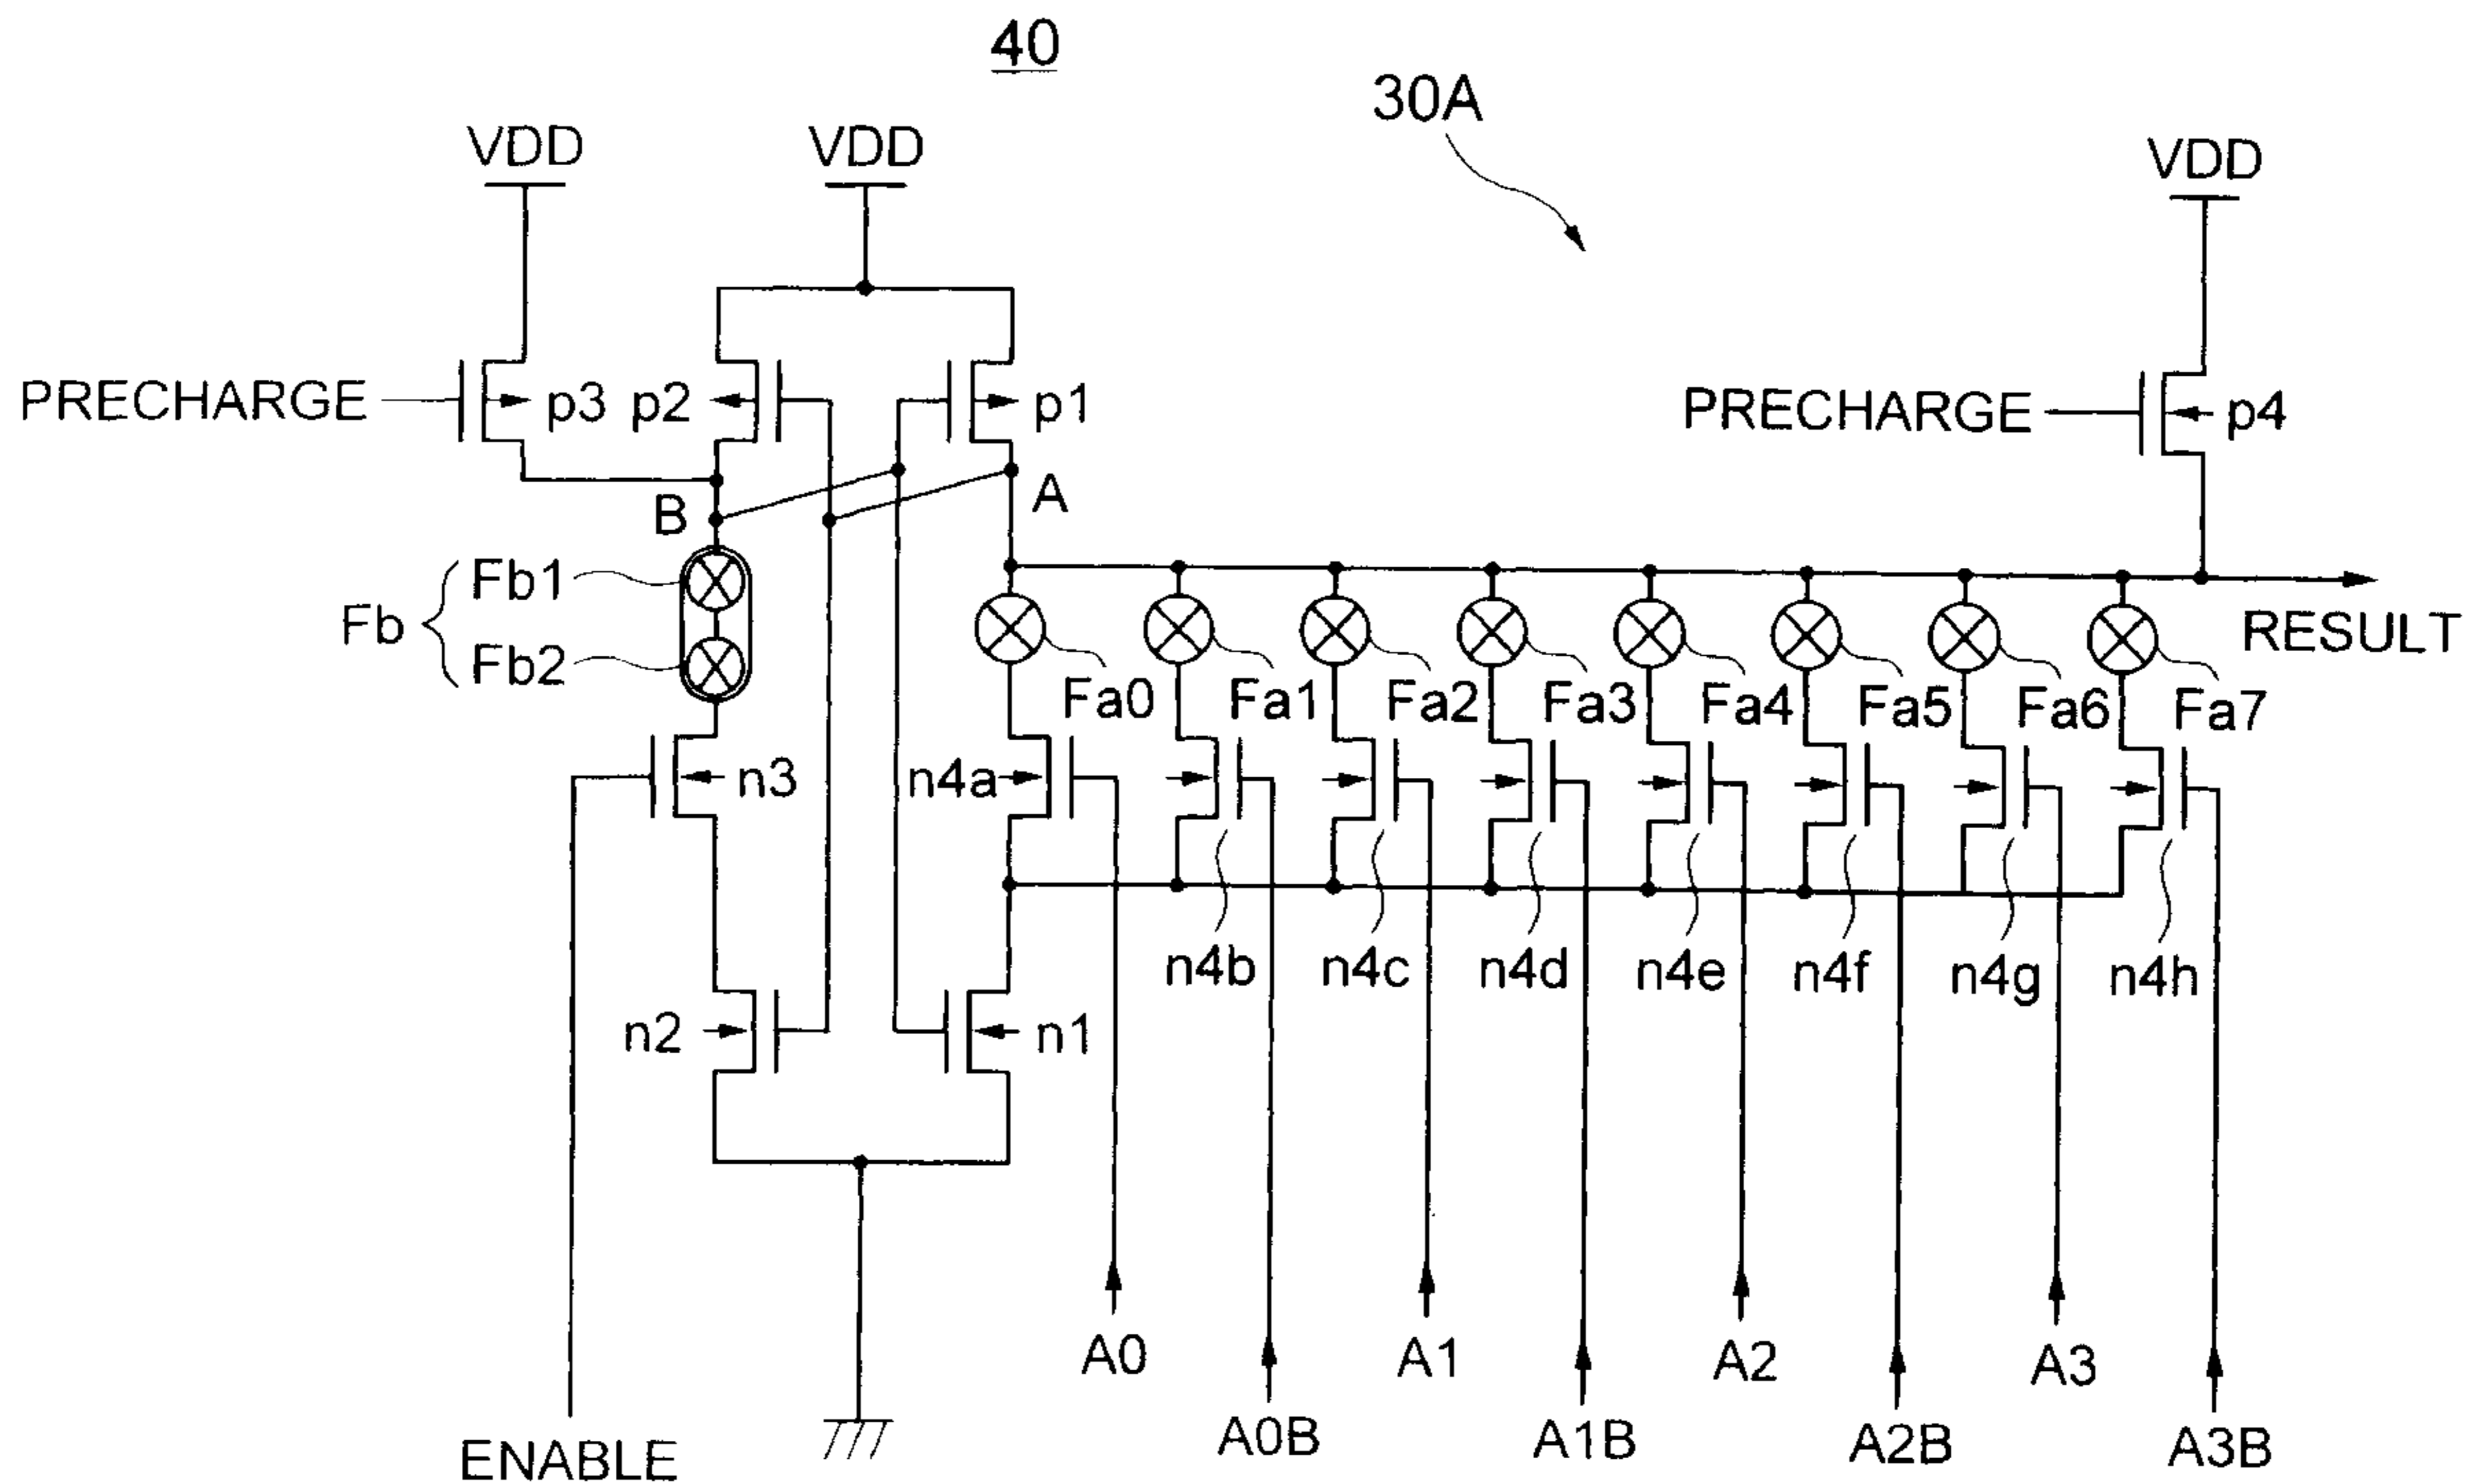 40
30A
VDD
VDD
VDD
PRECHARGE
p3
p2
p1
PRECHARGE
p4
B
A
Fb
Fb1
Fb2
RESULT
Fa0
Fa1
Fa2
Fa3
Fa4
Fa5
Fa6
Fa7
n3
n4a
n4b
n4c
n4d
n4e
n4f
n4g
n4h
n2
n1
A0
A1
A2
A3
A0B
A1B
A2B
A3B
ENABLE